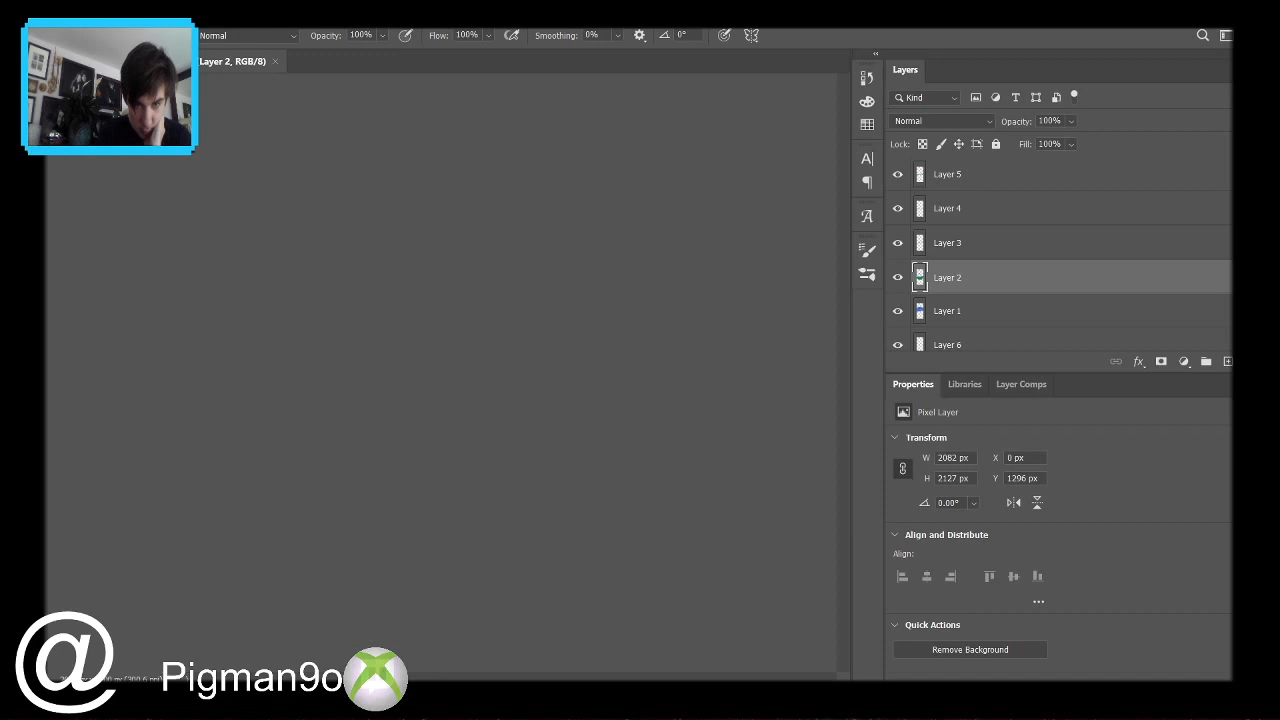 Normal Opacity: 100% Flow: 100% Smoothing: 0% 0°
Layer 2, RGB/8) ×
Layers
Kind
Normal Opacity: 100%
Lock: Fill: 100%
Layer 5
Layer 4
Layer 3
Layer 2
Layer 1
Layer 6
fx
Properties Libraries Layer Comps
Pixel Layer
Transform
W 2082 px X 0 px
H 2127 px Y 1296 px
0.00°
Align and Distribute
Align:
Quick Actions
Remove Background
@ Pigman9o